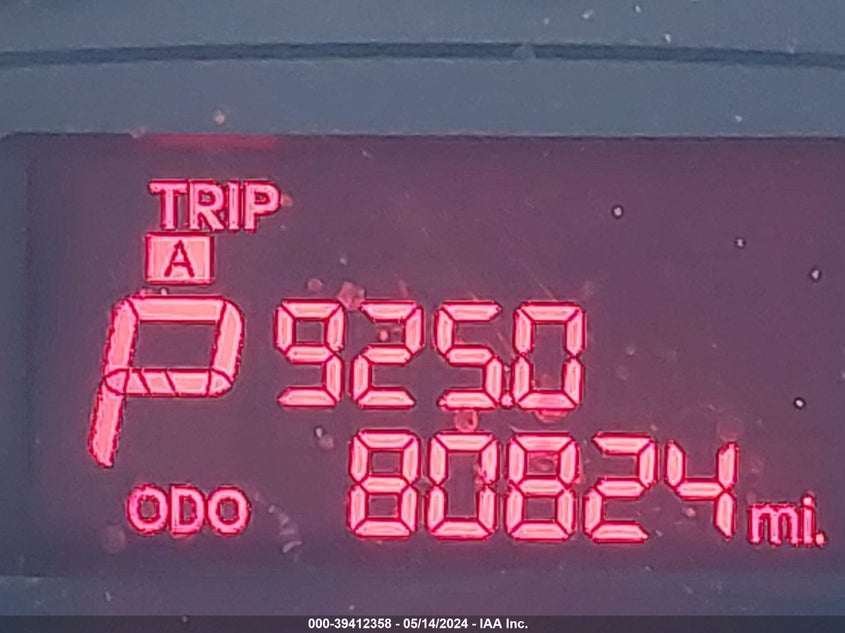 TRIP
A
P 925.0
80824 mi.
ODO
000-39412358 - 05/14/2024 - IAA Inc.